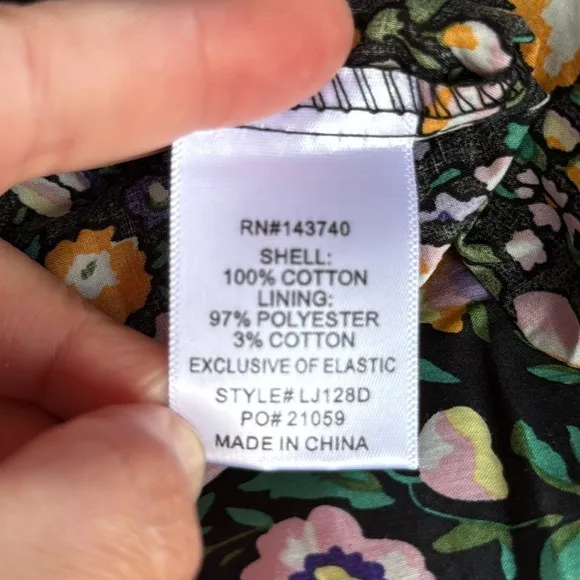 RN#143740
SHELL:
100% COTTON
LINING:
97% POLYESTER
3% COTTON
EXCLUSIVE OF ELASTIC
STYLE# LJ128D
PO# 21059
MADE IN CHINA